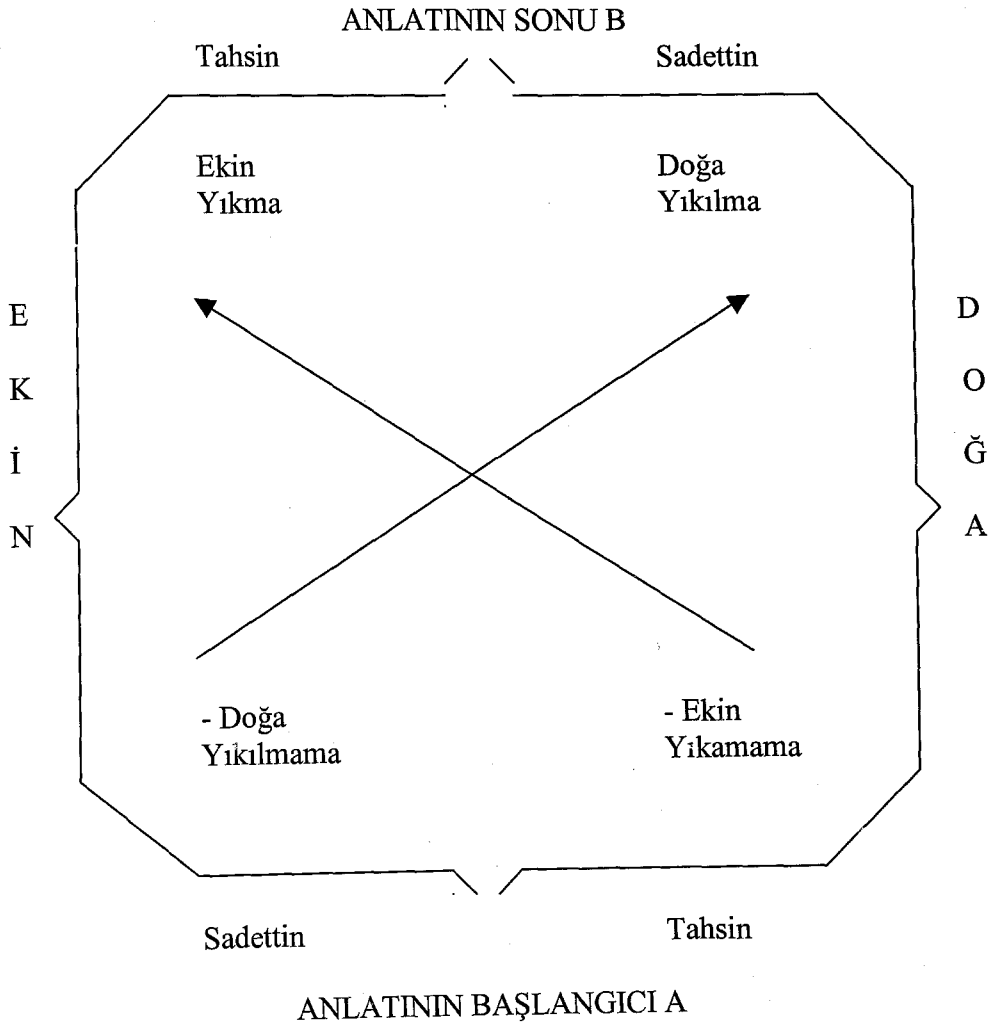 ANLATININ SONU B
Tahsin
Sadettin
Ekin
Yıkma
Doğa
Yıkılma
E
K
İ
N
D
O
Ğ
A
- Doğa
Yıkılmama
- Ekin
Yıkamama
Sadettin
Tahsin
ANLATININ BAŞLANGICI A